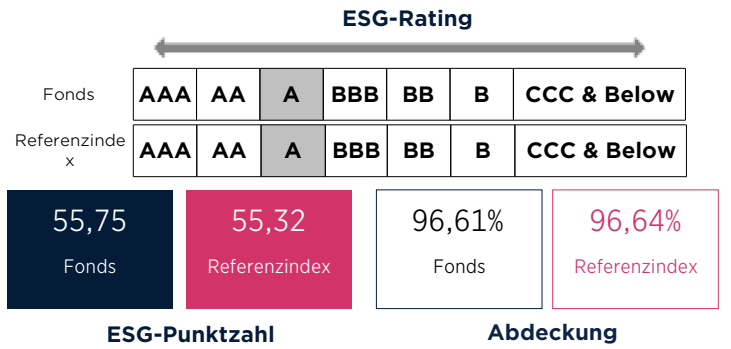 ESG-Rating
Fonds AAA AA A BBB BB B CCC & Below
Referenzinde
x
AAA AA A BBB BB B CCC & Below
55,75 55,32 96,61% 96,64%
Fonds Referenzindex Fonds Referenzindex
ESG-Punktzahl Abdeckung